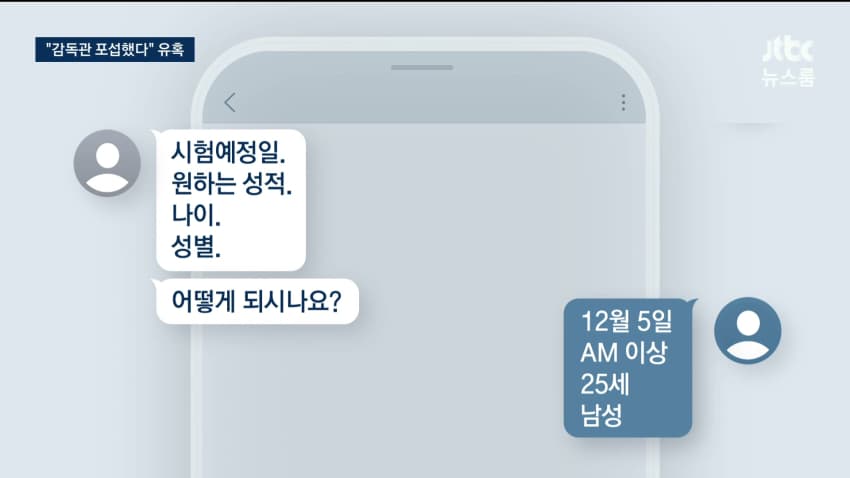 "감독관 포섭했다" 유혹
jtbc
뉴스룸
시험예정일.
원하는 성적.
나이.
성별.
어떻게 되시나요?
12월 5일
AM 이상
25세
남성